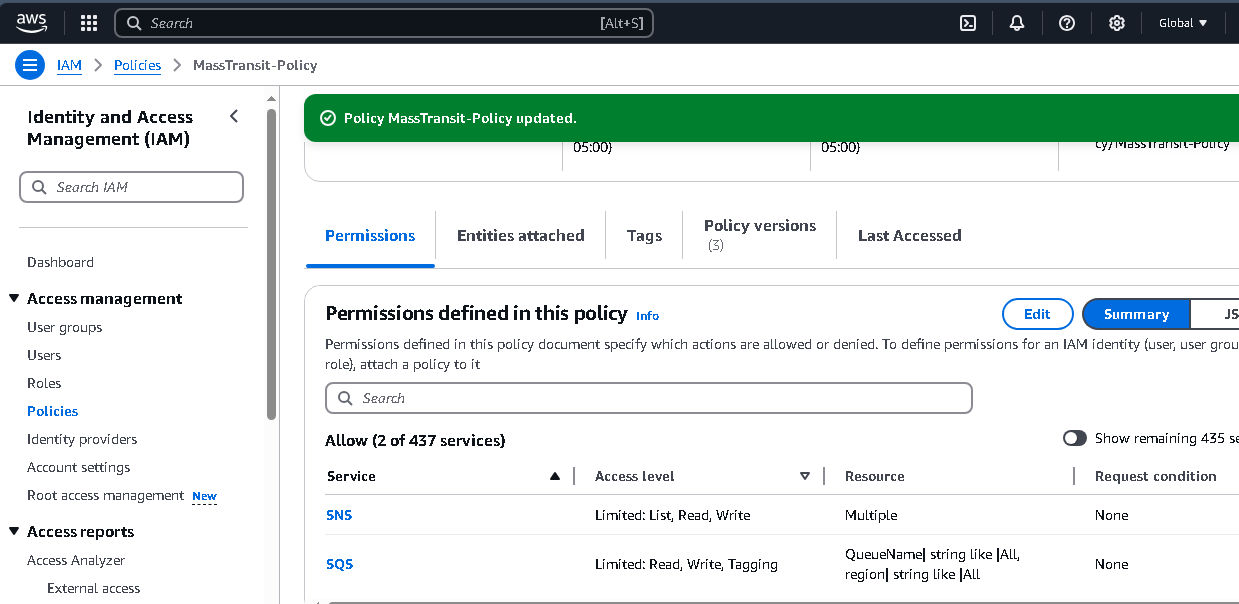 aws
Search [Alt+S]
Global
IAM > Policies > MassTransit-Policy
Identity and Access
Management (IAM)
Search IAM
Dashboard
Access management
User groups
Users
Roles
Policies
Identity providers
Account settings
Root access management New
Access reports
Access Analyzer
External access
Policy MassTransit-Policy updated.
05:00)
05:00)
cy/MassTransit-Policy
Permissions
Entities attached
Tags
Policy versions
(3)
Last Accessed
Permissions defined in this policy Info
Edit
Summary
JS
Permissions defined in this policy document specify which actions are allowed or denied. To define permissions for an IAM identity (user, user grou
role), attach a policy to it
Search
Allow (2 of 437 services)
Show remaining 435 se
Service Access level Resource Request condition
SNS Limited: List, Read, Write Multiple None
SQS Limited: Read, Write, Tagging QueueName| string like |All, None
region| string like |All